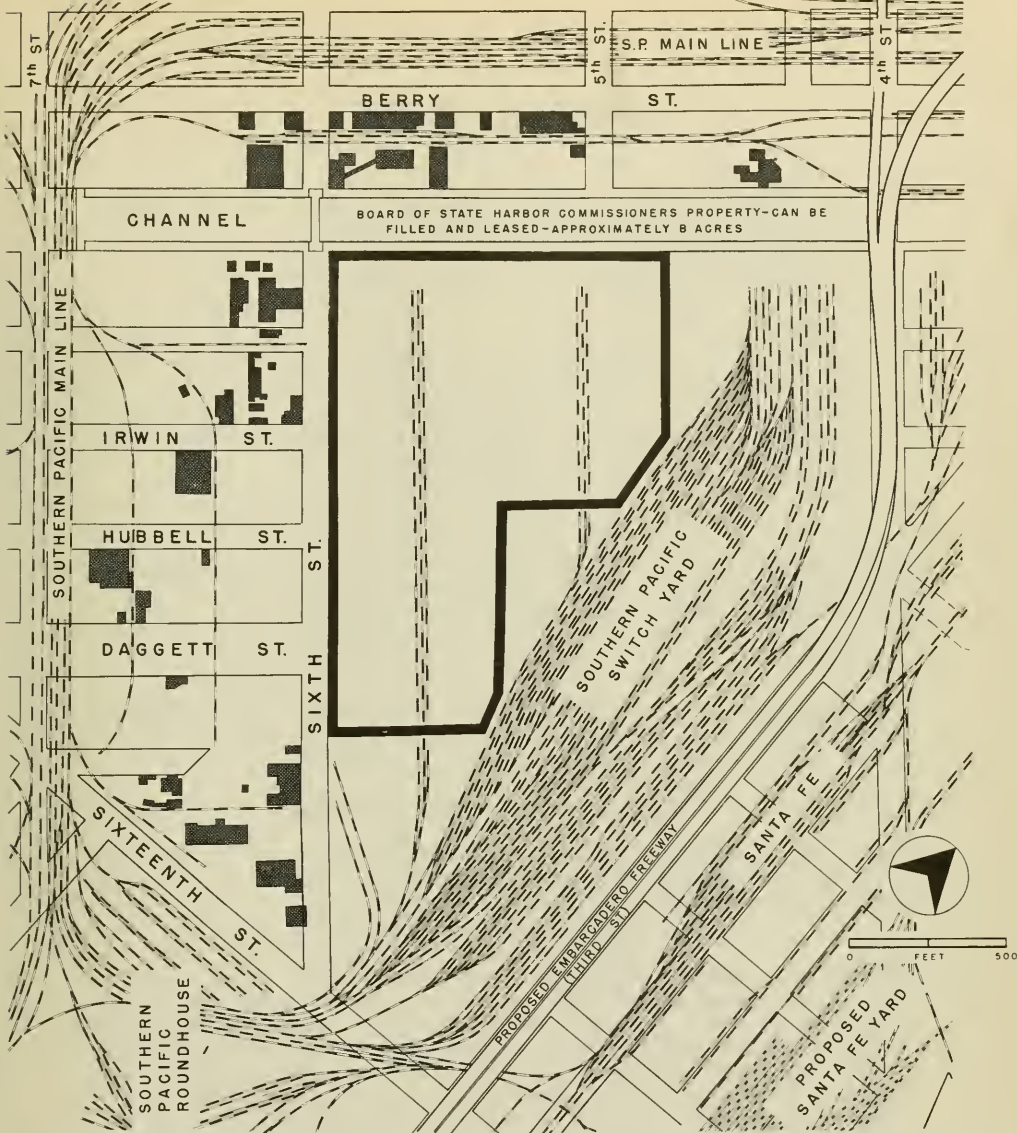 7th ST
5th ST.
S.P. MAIN LINE
4th ST.
BERRY ST.
CHANNEL
BOARD OF STATE HARBOR COMMISSIONERS PROPERTY-CAN BE
FILLED AND LEASED-APPROXIMATELY 8 ACRES
SOUTHERN PACIFIC MAIN LINE
IRWIN ST.
HUBBELL ST.
DAGGETT ST.
SIXTH ST.
SOUTHERN PACIFIC
SWITCH YARD
SIXTEENTH ST.
SANTA FE
PROPOSED EMBARCADERO FREEWAY
(THIRD ST.)
0 FEET 500
SOUTHERN
PACIFIC
ROUNDHOUSE
PROPOSED
SANTA FE YARD